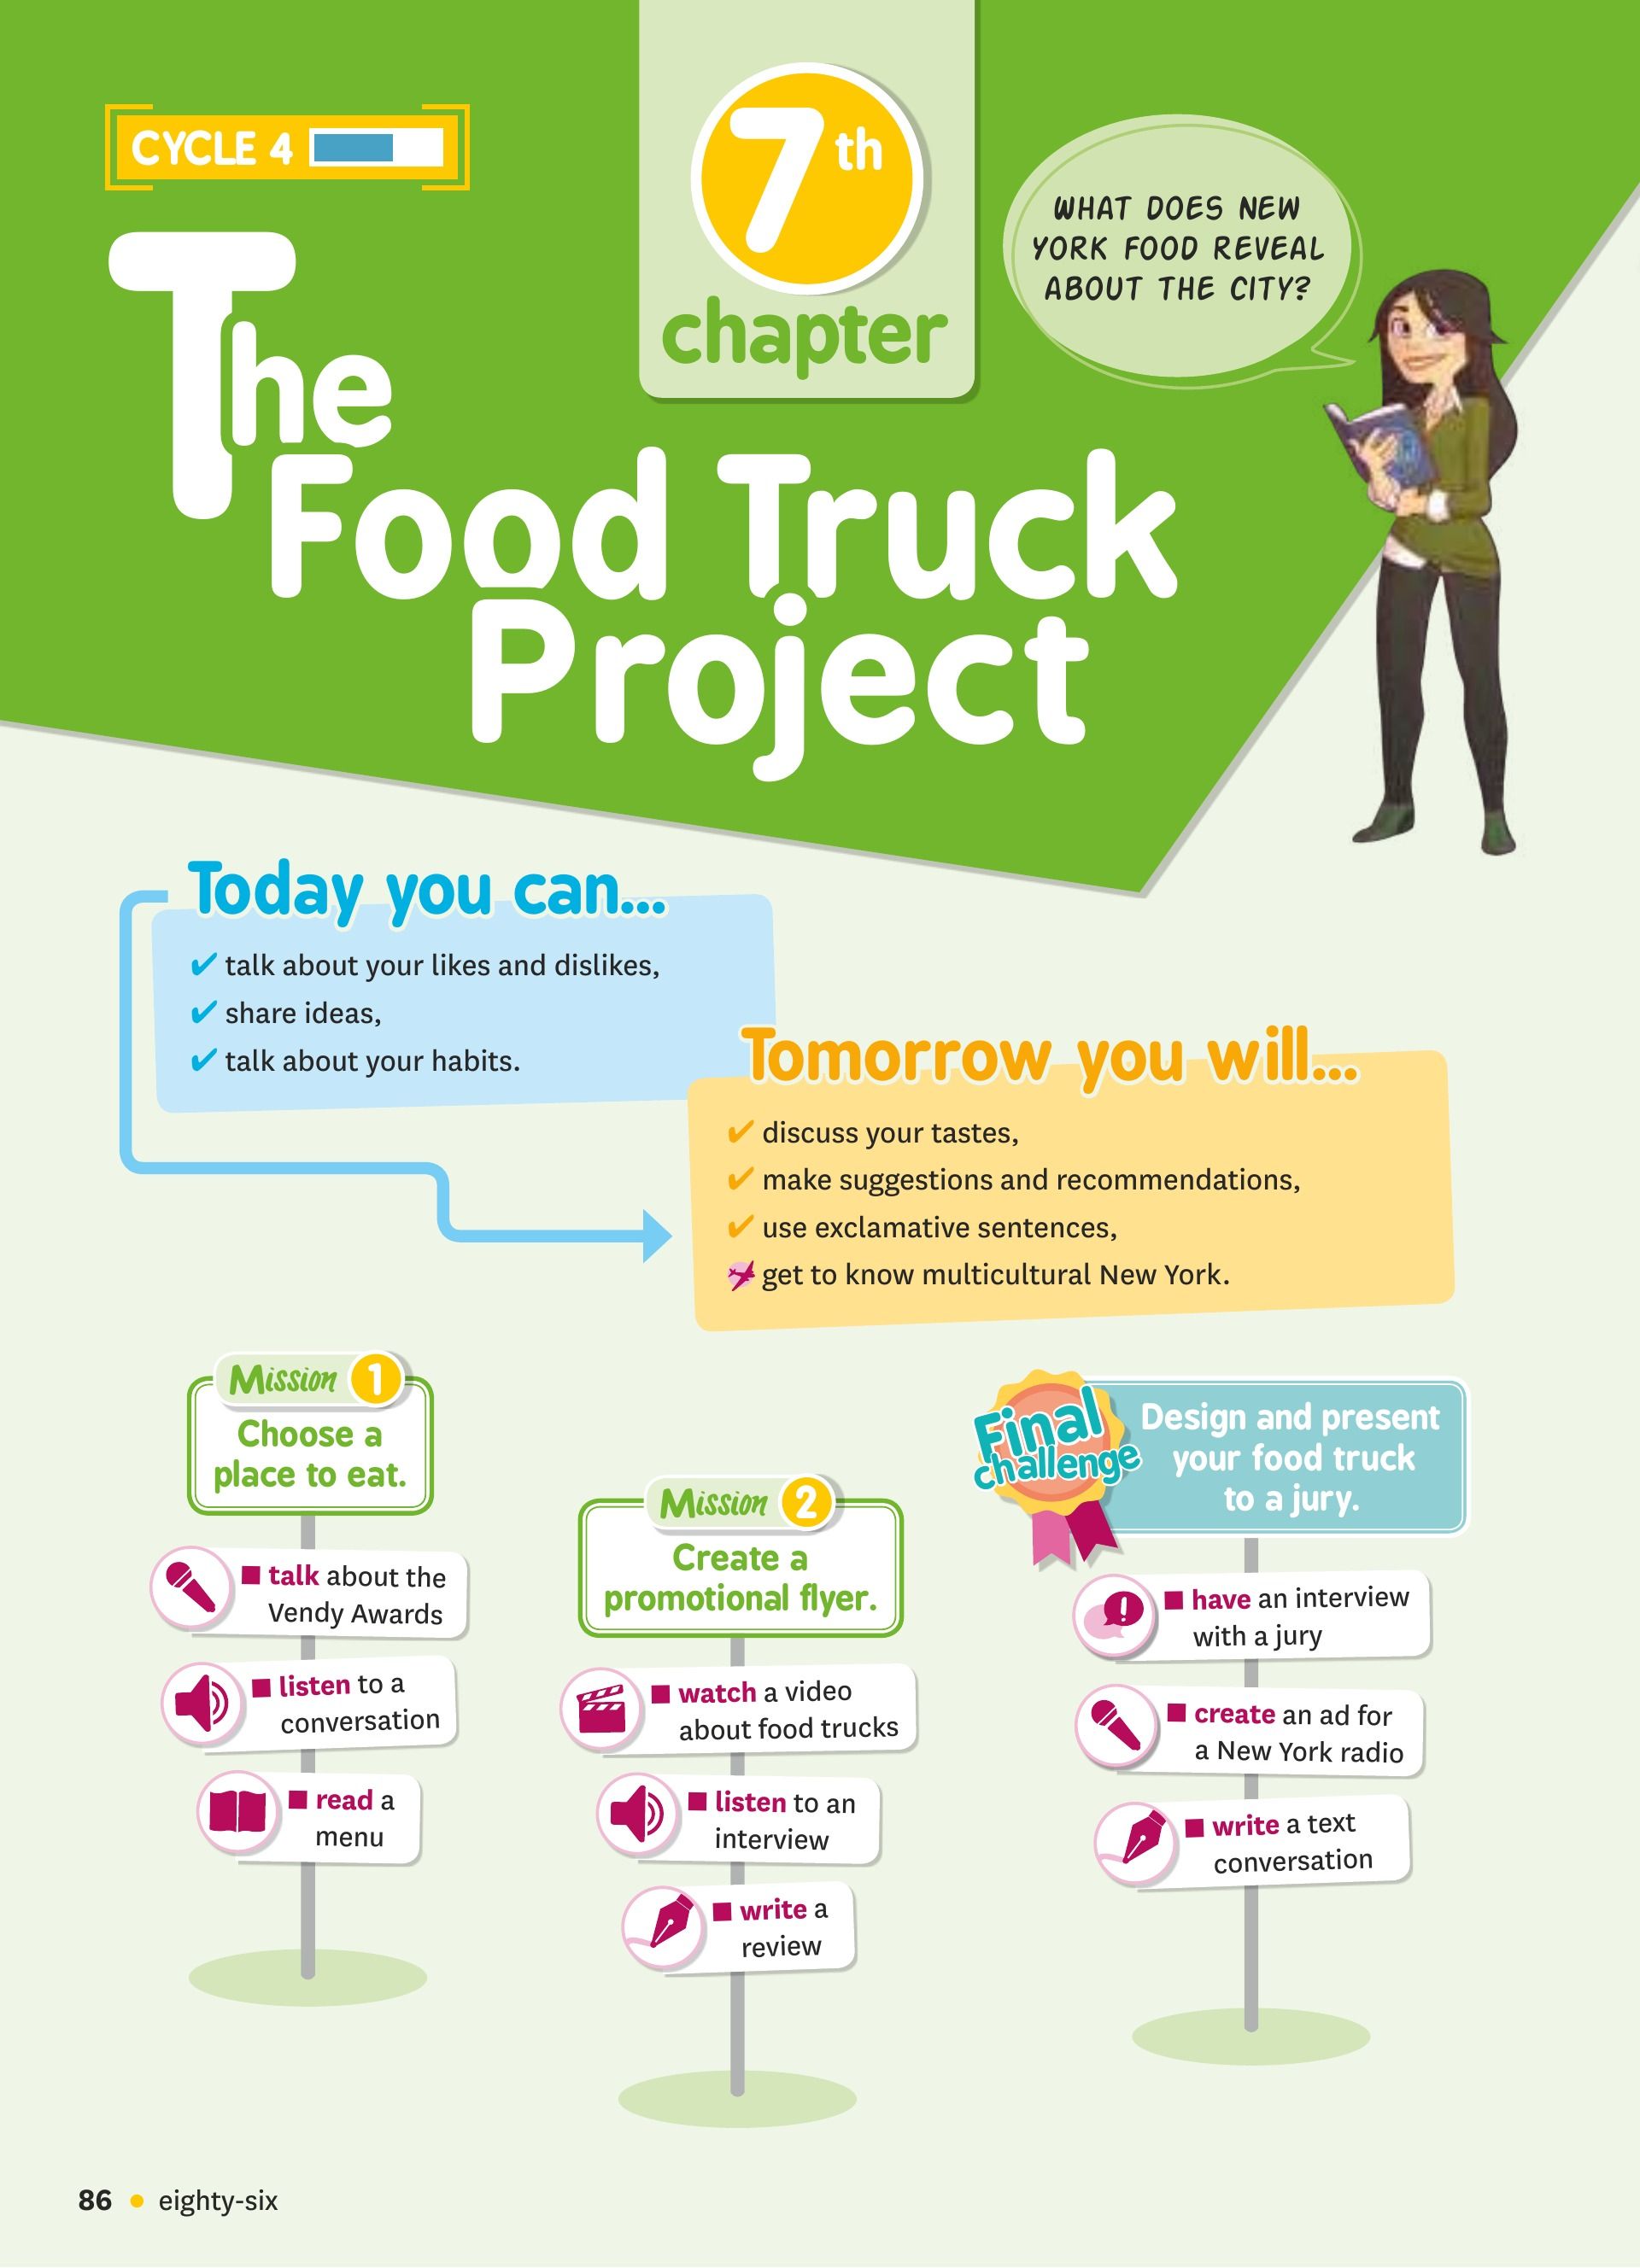 CYCLE 4
7th
chapter
WHAT DOES NEW
YORK FOOD REVEAL
ABOUT THE CITY?
The
Food Truck
Project
Today you can...
✔ talk about your likes and dislikes,
✔ share ideas,
✔ talk about your habits.
Tomorrow you will...
✔ discuss your tastes,
✔ make suggestions and recommendations,
✔ use exclamative sentences,
get to know multicultural New York.
Mission 1
Choose a
place to eat.
■ talk about the
Vendy Awards
■ listen to a
conversation
■ read a
menu
Mission 2
Create a
promotional flyer.
■ watch a video
about food trucks
■ listen to an
interview
■ write a
review
Final
challenge
Design and present
your food truck
to a jury.
■ have an interview
with a jury
■ create an ad for
a New York radio
■ write a text
conversation
86 • eighty-six